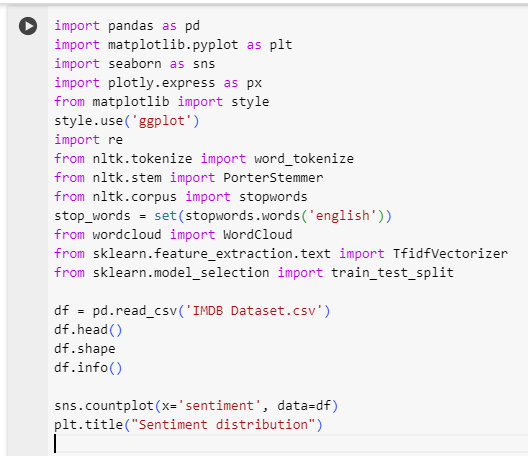 import pandas as pd
import matplotlib.pyplot as plt
import seaborn as sns
import plotly.express as px
from matplotlib import style
style.use('ggplot')
import re
from nltk.tokenize import word_tokenize
from nltk.stem import PorterStemmer
from nltk.corpus import stopwords
stop_words = set(stopwords.words('english'))
from wordcloud import WordCloud
from sklearn.feature_extraction.text import TfidfVectorizer
from sklearn.model_selection import train_test_split

df = pd.read_csv('IMDB Dataset.csv')
df.head()
df.shape
df.info()

sns.countplot(x='sentiment', data=df)
plt.title("Sentiment distribution")